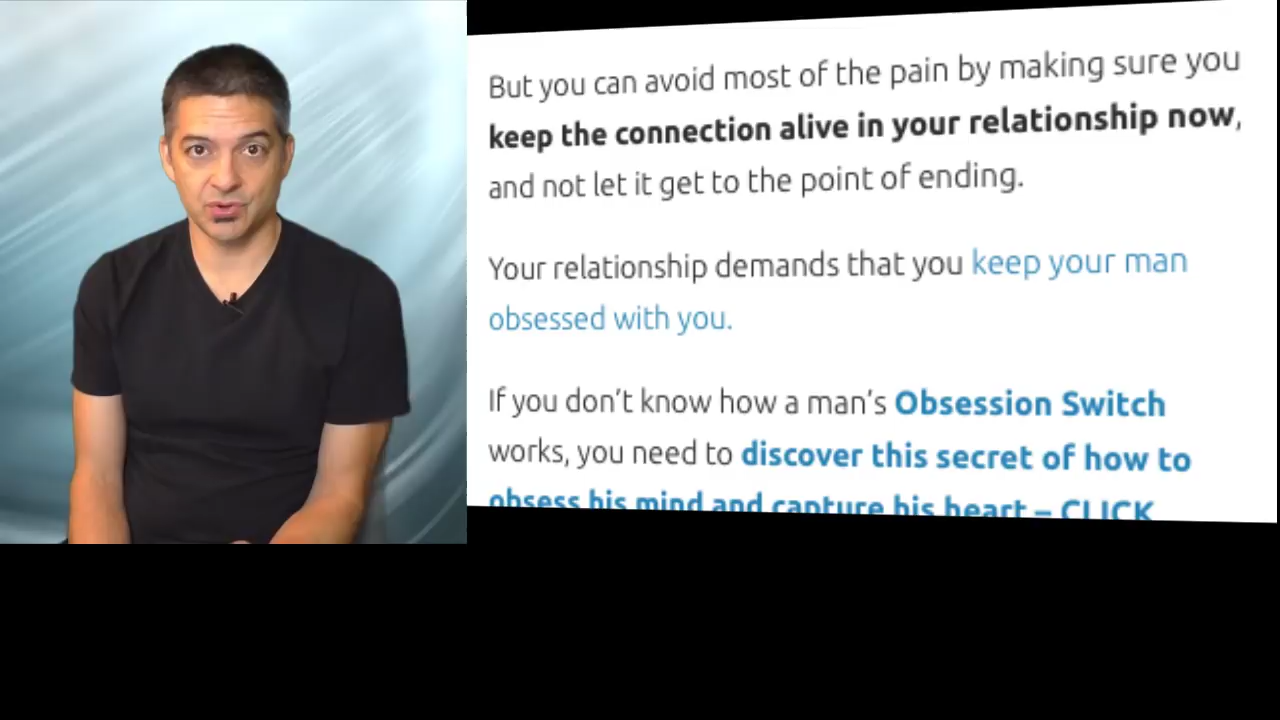 But you can avoid most of the pain by making sure you
keep the connection alive in your relationship now,
and not let it get to the point of ending.
Your relationship demands that you keep your man
obsessed with you.
If you don’t know how a man’s Obsession Switch
works, you need to discover this secret of how to
obsess his mind and capture his heart – CLICK